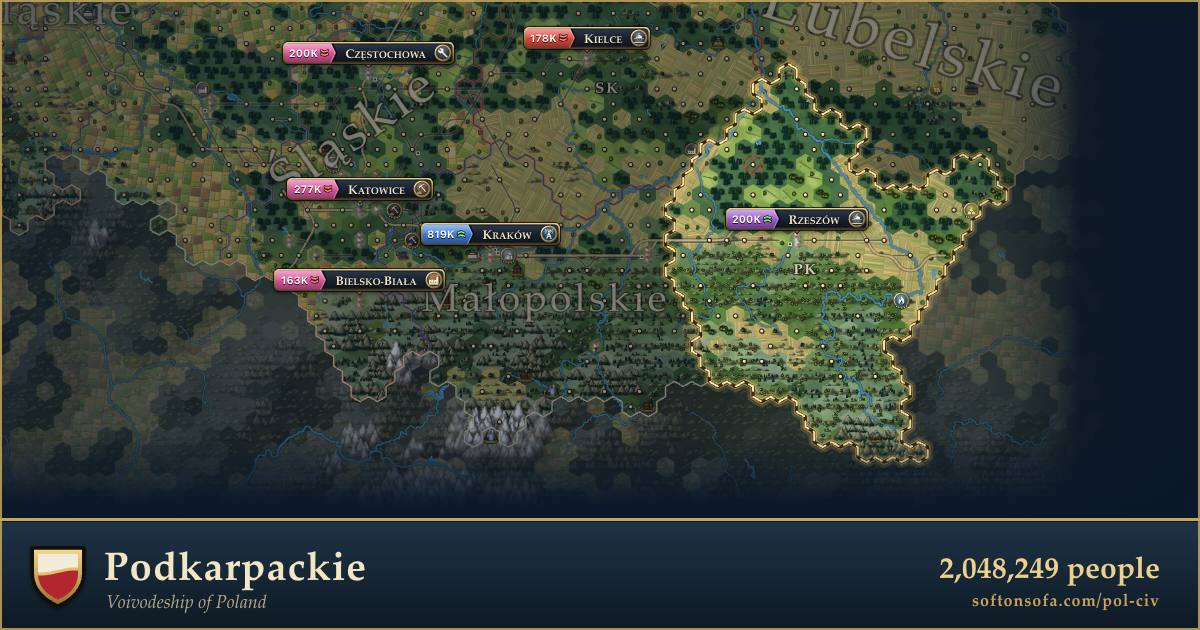 laskie
Lubelskie
178K Kielce
200K Częstochowa
SK
Śląskie
277K Katowice
200K Rzeszów
819K Kraków
PK
163K Bielsko-Biała
Małopolskie
Podkarpackie
Voivodeship of Poland
2,048,249 people
softonsofa.com/pol-civ